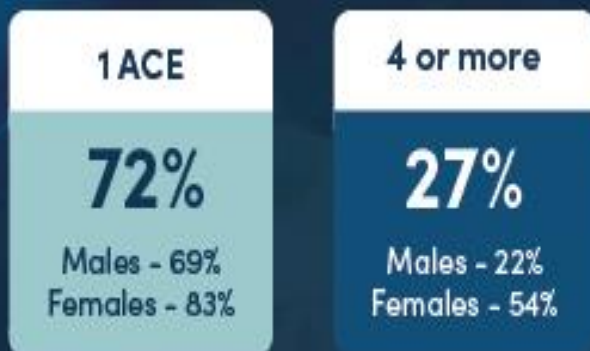 1 ACE
72%
Males - 69%
Females - 83%
4 or more
27%
Males - 22%
Females - 54%